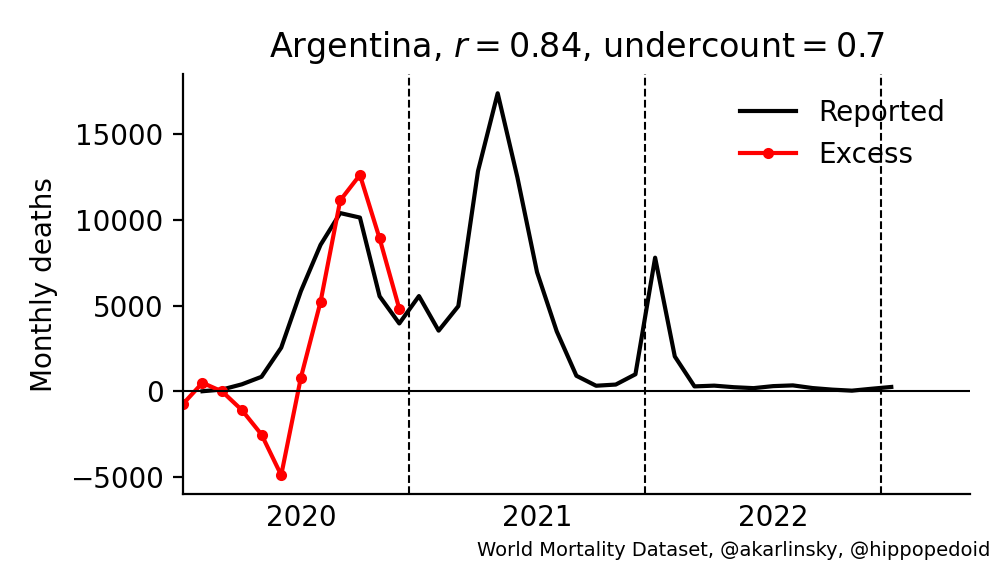 Argentina, r = 0.84, undercount = 0.7
Reported
Excess
Monthly deaths
15000
10000
5000
0
−5000
2020 2021 2022
World Mortality Dataset, @akarlinsky, @hippopedoid